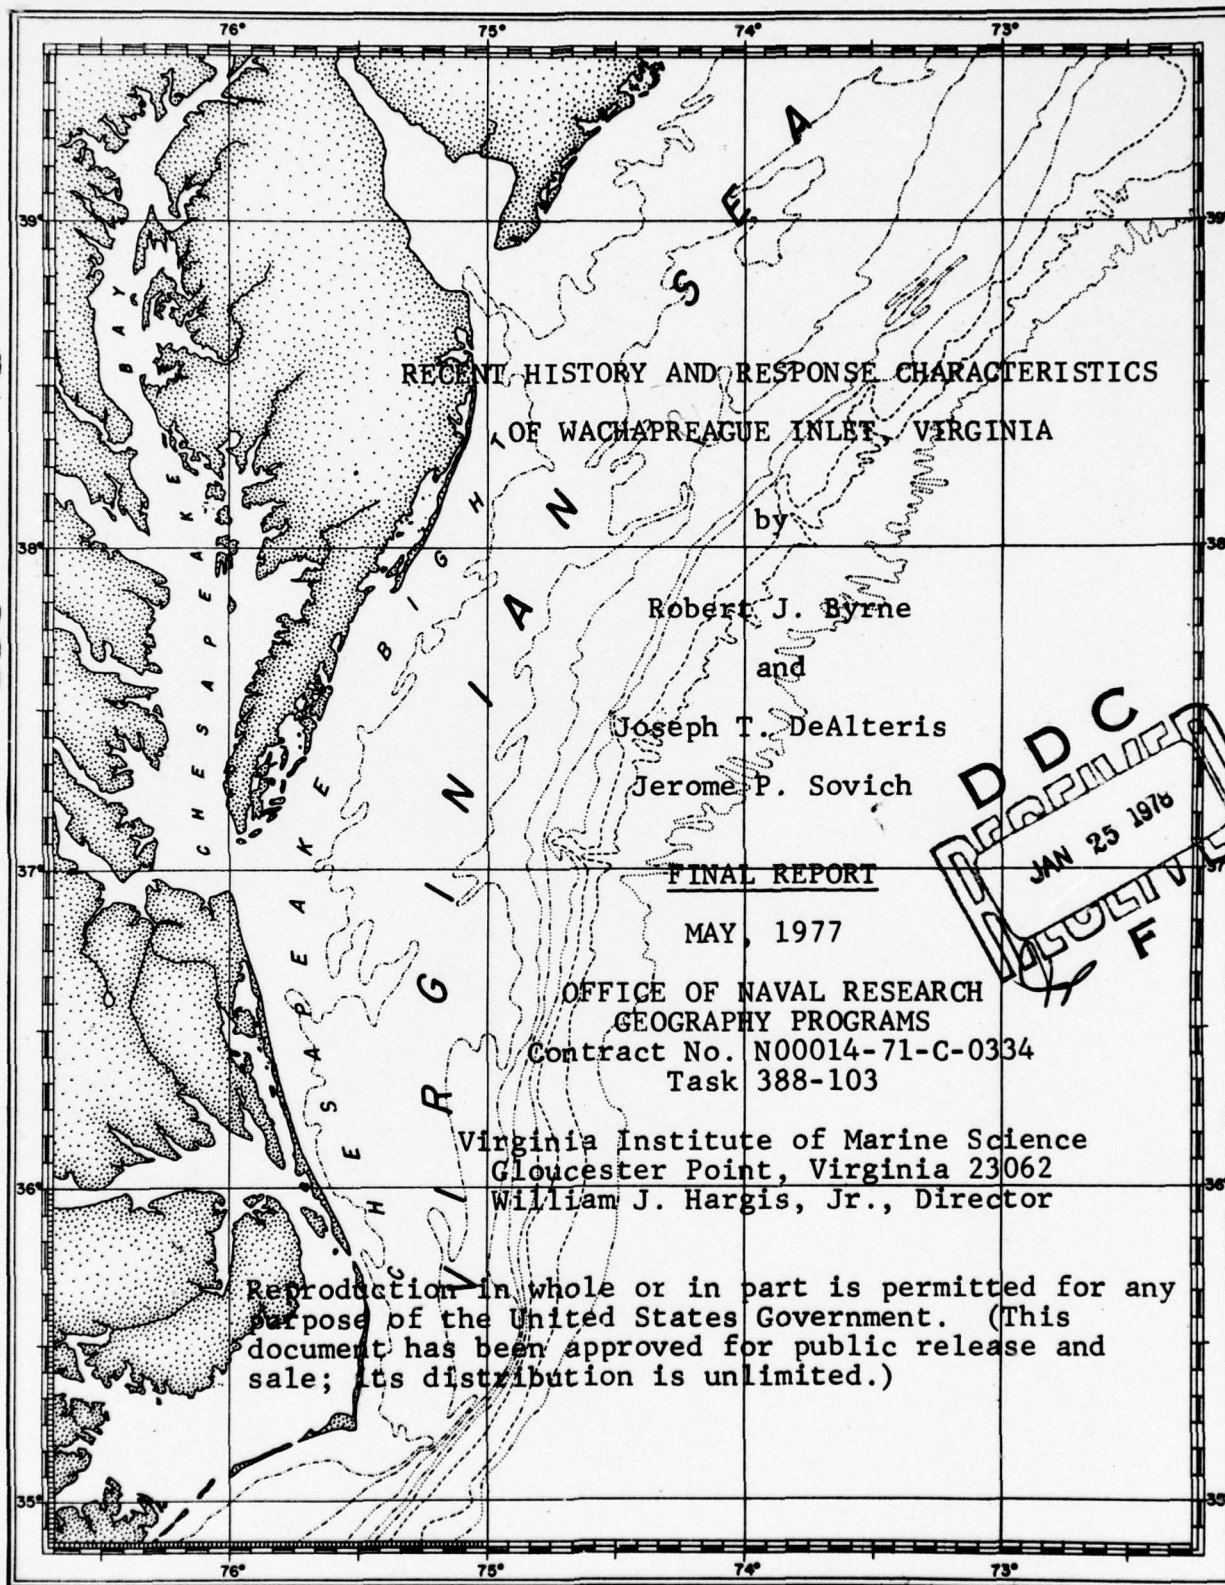 76° 75° 74° 73°
39° 39
38° 38
37° 37
36° 36°
35° 35
76° 75° 74° 73°
CHESAPEAKE BAY
CHESAPEAKE BIGHT
VIRGINIAN SEA
RECENT HISTORY AND RESPONSE CHARACTERISTICS
OF WACHAPREAGUE INLET, VIRGINIA
by
Robert J. Byrne
and
Joseph T. DeAlteris
Jerome P. Sovich
FINAL REPORT
MAY, 1977
OFFICE OF NAVAL RESEARCH
GEOGRAPHY PROGRAMS
Contract No. N00014-71-C-0334
Task 388-103
Virginia Institute of Marine Science
Gloucester Point, Virginia 23062
William J. Hargis, Jr., Director
Reproduction in whole or in part is permitted for any
purpose of the United States Government. (This
document has been approved for public release and
sale; its distribution is unlimited.)
DDC
JAN 25 1978
F